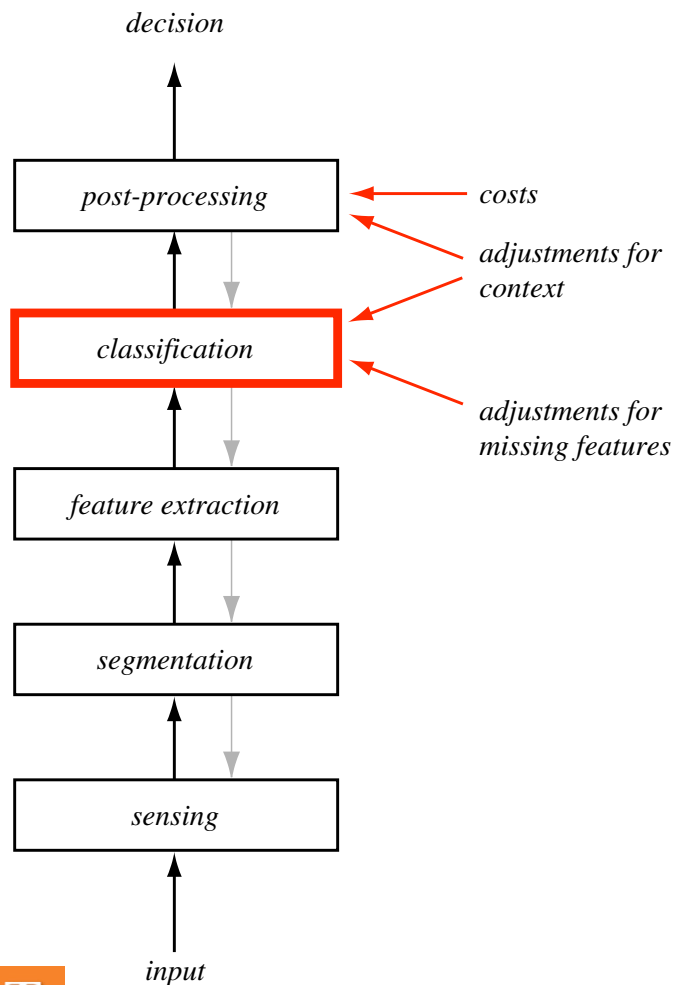 decision
post-processing
costs
adjustments for
context
classification
adjustments for
missing features
feature extraction
segmentation
sensing
input